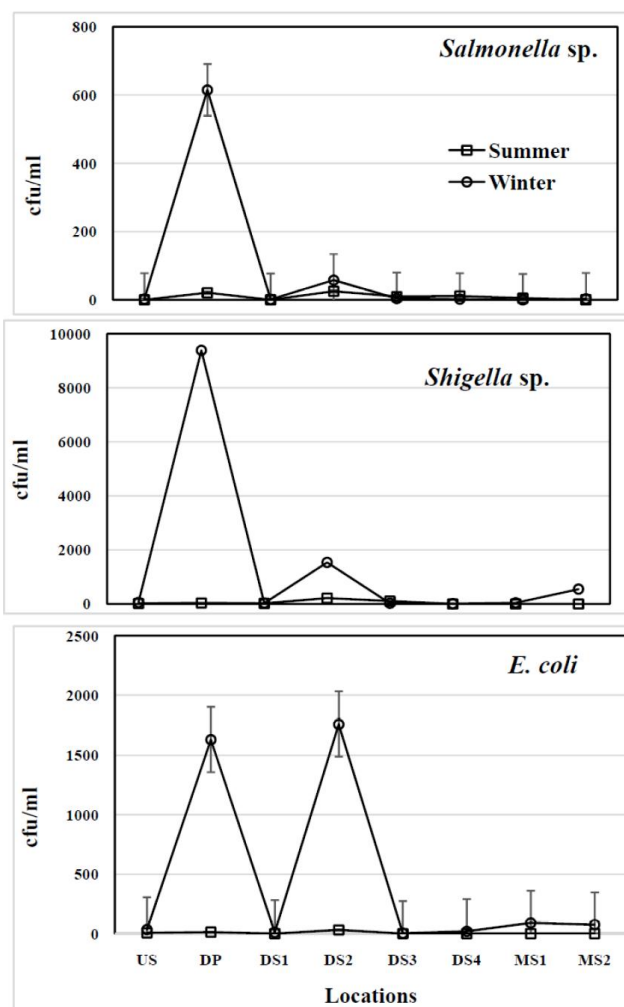 800
Salmonella sp.
600
Summer
Winter
cfu/ml
400
200
0
10000
Shigella sp.
8000
6000
cfu/ml
4000
2000
0
2500
E. coli
2000
1500
cfu/ml
1000
500
0
US DP DS1 DS2 DS3 DS4 MS1 MS2
Locations